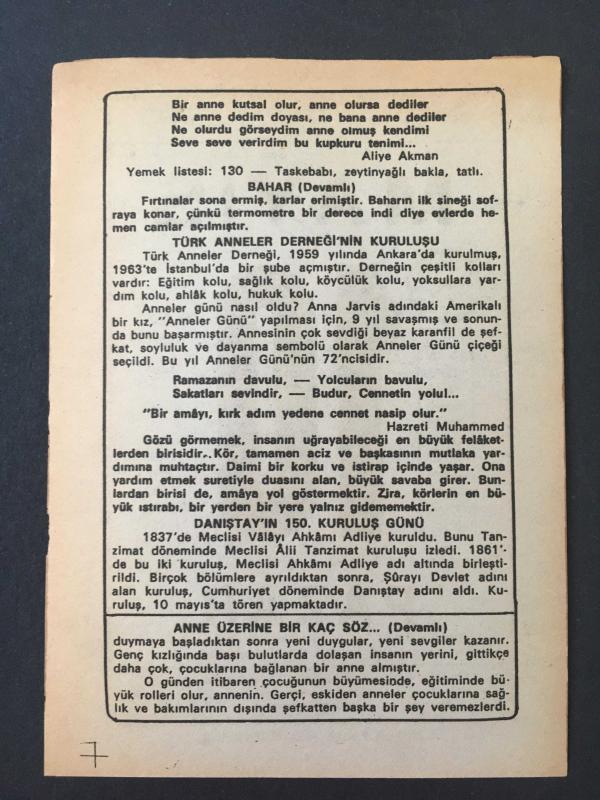 Bir anne kutsal olur, anne olursa dediler
Ne anne dedim doyası, ne bana anne dediler
Ne olurdu görseydim anne olmuş kendimi
Seve seve verirdim bu kupkuru tenimi...
Aliye Akman
Yemek listesi: 130 — Taskebabı, zeytinyağlı bakla, tatlı.
BAHAR (Devamlı)
Fırtınalar sona ermiş, karlar erimiştir. Baharın ilk sineği sof-
raya konar, çünkü termometre bir derece indi diye evlerde he-
men camlar açılmıştır.
TÜRK ANNELER DERNEĞİ'NİN KURULUŞU
Türk Anneler Derneği, 1959 yılında Ankara'da kurulmuş,
1963'te İstanbul'da bir şube açmıştır. Derneğin çeşitli kolları
vardır: Eğitim kolu, sağlık kolu, köycülük kolu, yoksullara yar-
dım kolu, ahlâk kolu, hukuk kolu.
Anneler günü nasıl oldu? Anna Jarvis adındaki Amerikalı
bir kız, "Anneler Günü" yapılması için, 9 yıl savaşmış ve sonun-
da bunu başarmıştır. Annesinin çok sevdiği beyaz karanfil de şef-
kat, soyluluk ve dayanma sembolü olarak Anneler Günü çiçeği
seçildi. Bu yıl Anneler Günü'nün 72'ncisidir.
Ramazanın davulu, — Yolcuların bavulu,
Sakatları sevindir, — Budur, Cennetin yolu!...
"Bir amâyı, kırk adım yedene cennet nasip olur."
Hazreti Muhammed
Gözü görmemek, insanın uğrayabileceği en büyük felâket-
lerden birisidir. Kör, tamamen aciz ve başkasının mutlaka yar-
dımına muhtaçtır. Daimi bir korku ve istirap içinde yaşar. Ona
yardım etmek suretiyle duasını alan, büyük savaba girer. Bun-
lardan birisi de, amâya yol göstermektir. Zira, körlerin en bü-
yük ıstırabı, bir yerden bir yere yalnız gidememektir.
DANIŞTAY'IN 150. KURULUŞ GÜNÜ
1837'de Meclisi Vâlâyı Ahkâmı Adliye kuruldu. Bunu Tan-
zimat döneminde Meclisi Âlii Tanzimat kuruluşu izledi. 1861'-
de bu iki kuruluş, Meclisi Ahkâmı Adliye adı altında birleşti-
rildi. Birçok bölümlere ayrıldıktan sonra, Şûrayı Devlet adını
alan kuruluş, Cumhuriyet döneminde Danıştay adını aldı. Ku-
ruluş, 10 mayıs'ta tören yapmaktadır.
ANNE ÜZERİNE BİR KAÇ SÖZ... (Devamlı)
duymaya başladıktan sonra yeni duygular, yeni sevgiler kazanır.
Genç kızlığında başı bulutlarda dolaşan insanın yerini, gittikçe
daha çok, çocuklarına bağlanan bir anne almıştır.
O günden itibaren çocuğunun büyümesinde, eğitiminde bü-
yük rolleri olur, annenin. Gerçi, eskiden anneler çocuklarına sağ-
lık ve bakımlarının dışında şefkatten başka bir şey veremezlerdi.
7